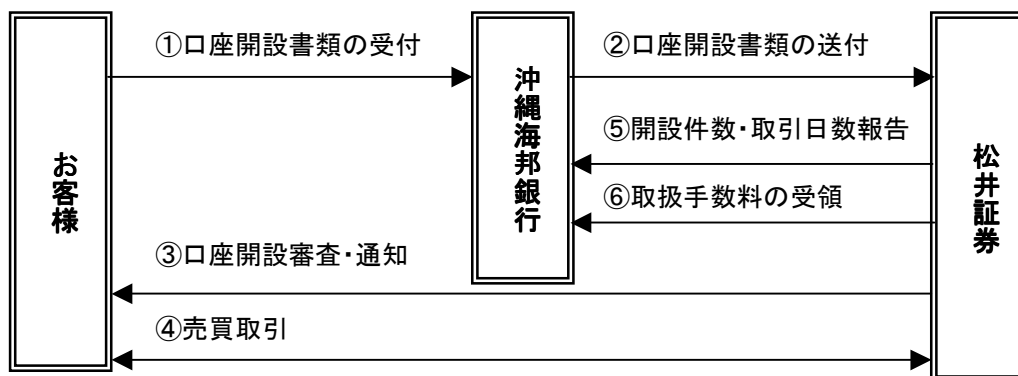 ①口座開設書類の受付
②口座開設書類の送付
お客様
沖縄海邦銀行
松井証券
⑤開設件数・取引日数報告
⑥取扱手数料の受領
③口座開設審査・通知
④売買取引